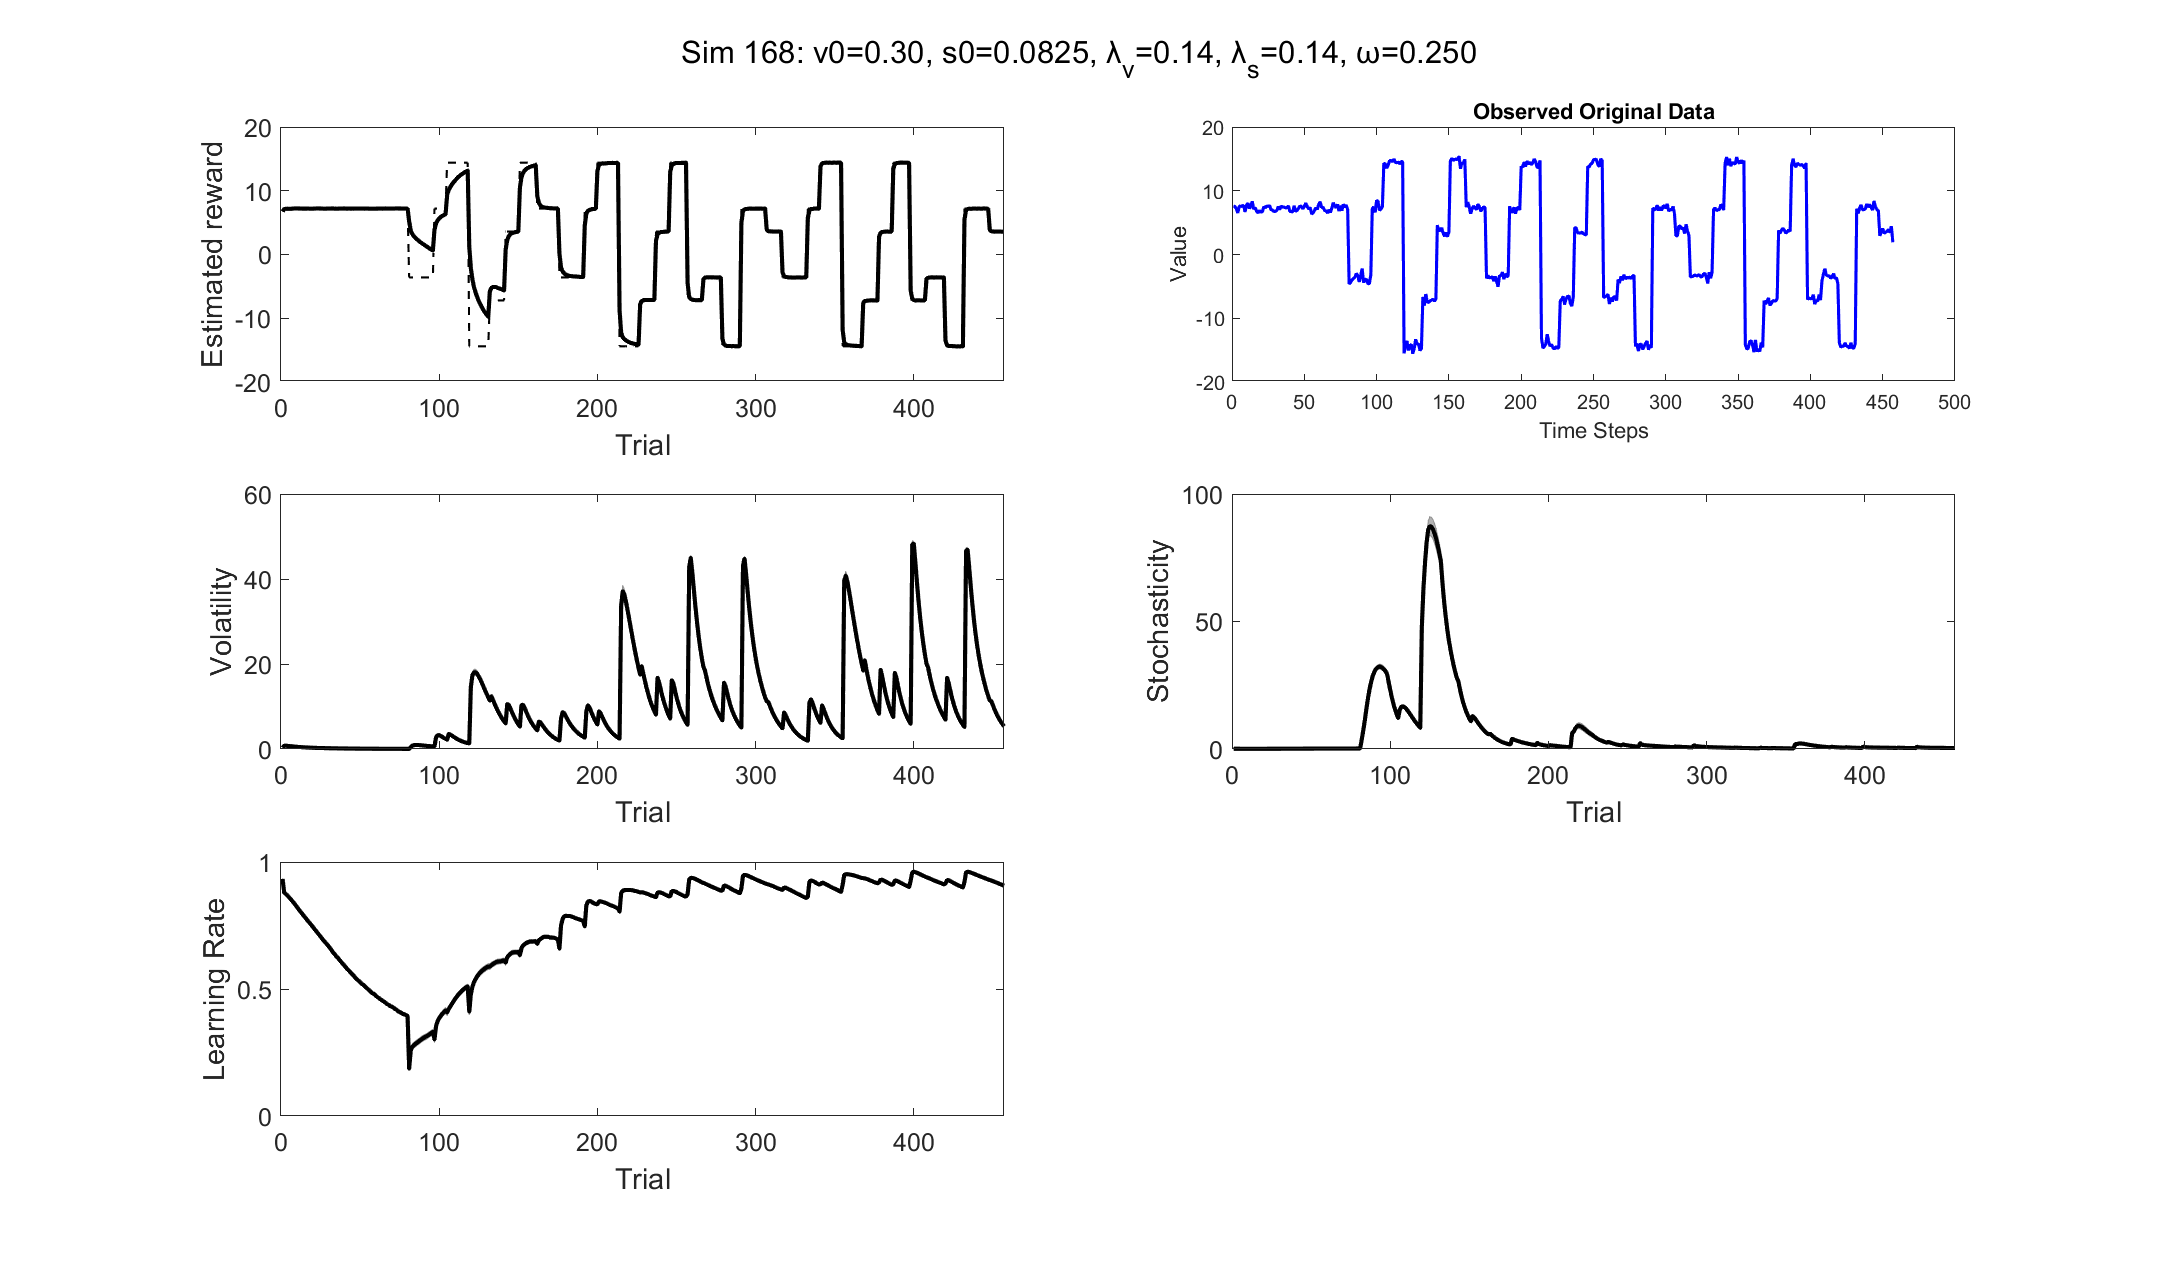 Sim 168: v0=0.30, s0=0.0825, λv=0.14, λs=0.14, ω=0.250
Estimated reward
20
10
0
-10
-20
0 100 200 300 400
Trial
Observed Original Data
Value
20
10
0
-10
-20
0 50 100 150 200 250 300 350 400 450 500
Time Steps
Volatility
60
40
20
0
0 100 200 300 400
Trial
Stochasticity
100
50
0
0 100 200 300 400
Trial
Learning Rate
1
0.5
0
0 100 200 300 400
Trial